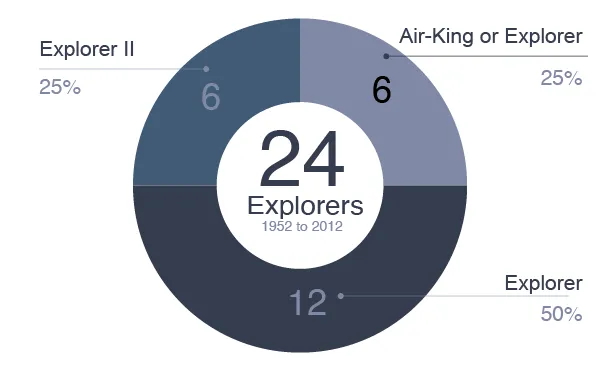 Explorer II
25%
6
Air-King or Explorer
25%
6
24
Explorers
1952 to 2012
12
Explorer
50%